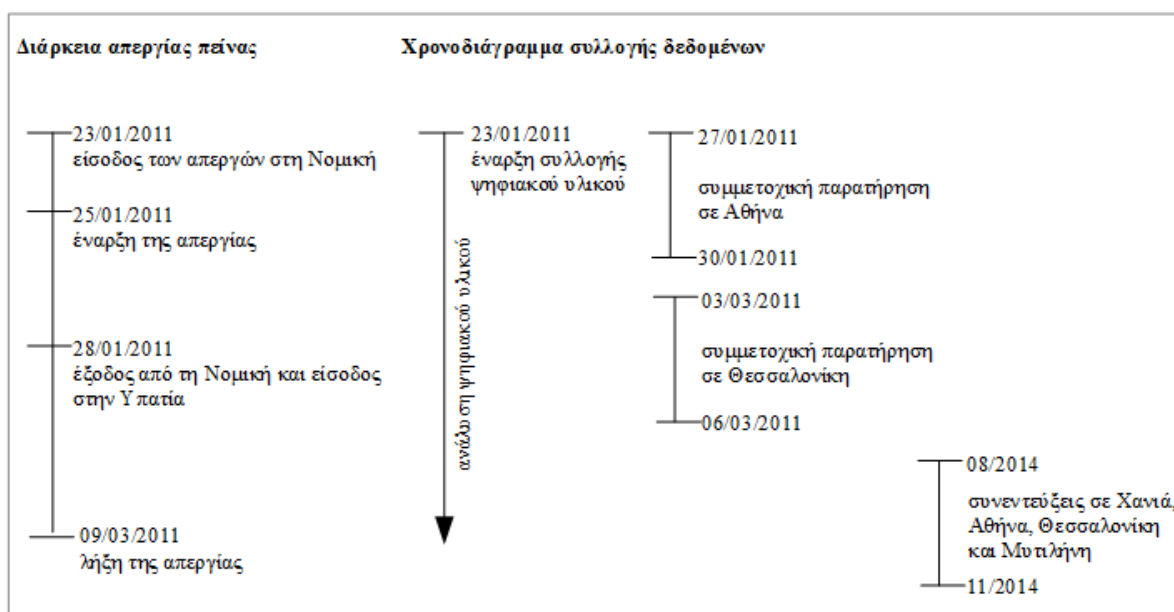 Διάρκεια απεργίας πείνας
23/01/2011
είσοδος των απεργών στη Νομική
25/01/2011
έναρξη της απεργίας
28/01/2011
έξοδος από τη Νομική και είσοδος
στην Υπατία
09/03/2011
λήξη της απεργίας
Χρονοδιάγραμμα συλλογής δεδομένων
23/01/2011
έναρξη συλλογής
ψηφιακού υλικού
ανάλυση ψηφιακού υλικού
27/01/2011
συμμετοχική παρατήρηση
σε Αθήνα
30/01/2011
03/03/2011
συμμετοχική παρατήρηση
σε Θεσσαλονίκη
06/03/2011
08/2014
συνεντεύξεις σε Χανιά,
Αθήνα, Θεσσαλονίκη
και Μυτιλήνη
11/2014